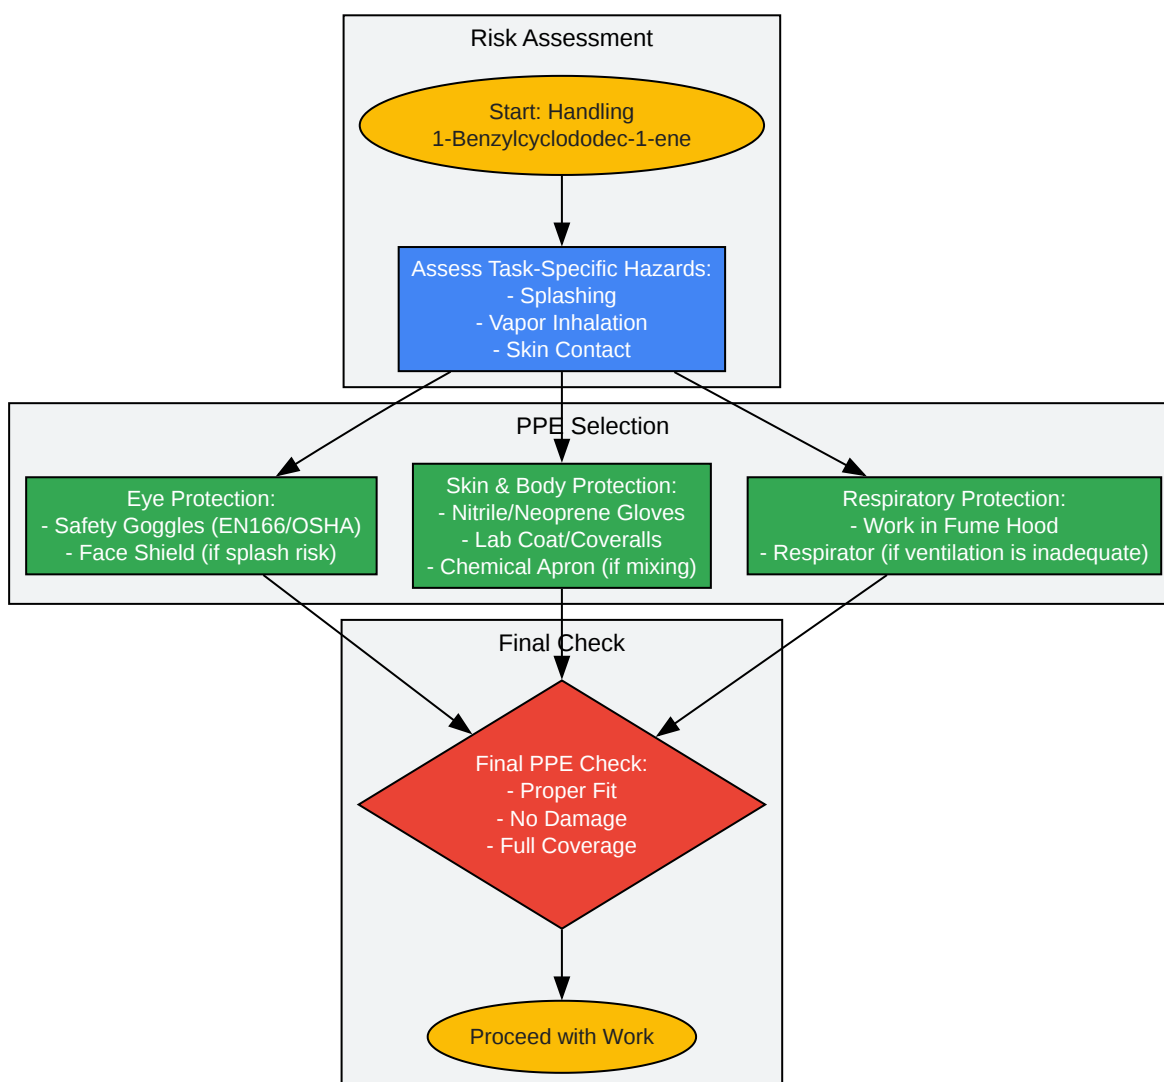 Risk Assessment
Start: Handling
1-Benzylcyclododec-1-ene
Assess Task-Specific Hazards:
- Splashing
- Vapor Inhalation
- Skin Contact
PPE Selection
Eye Protection:
- Safety Goggles (EN166/OSHA)
- Face Shield (if splash risk)
Skin & Body Protection:
- Nitrile/Neoprene Gloves
- Lab Coat/Coveralls
- Chemical Apron (if mixing)
Respiratory Protection:
- Work in Fume Hood
- Respirator (if ventilation is inadequate)
Final Check
Final PPE Check:
- Proper Fit
- No Damage
- Full Coverage
Proceed with Work